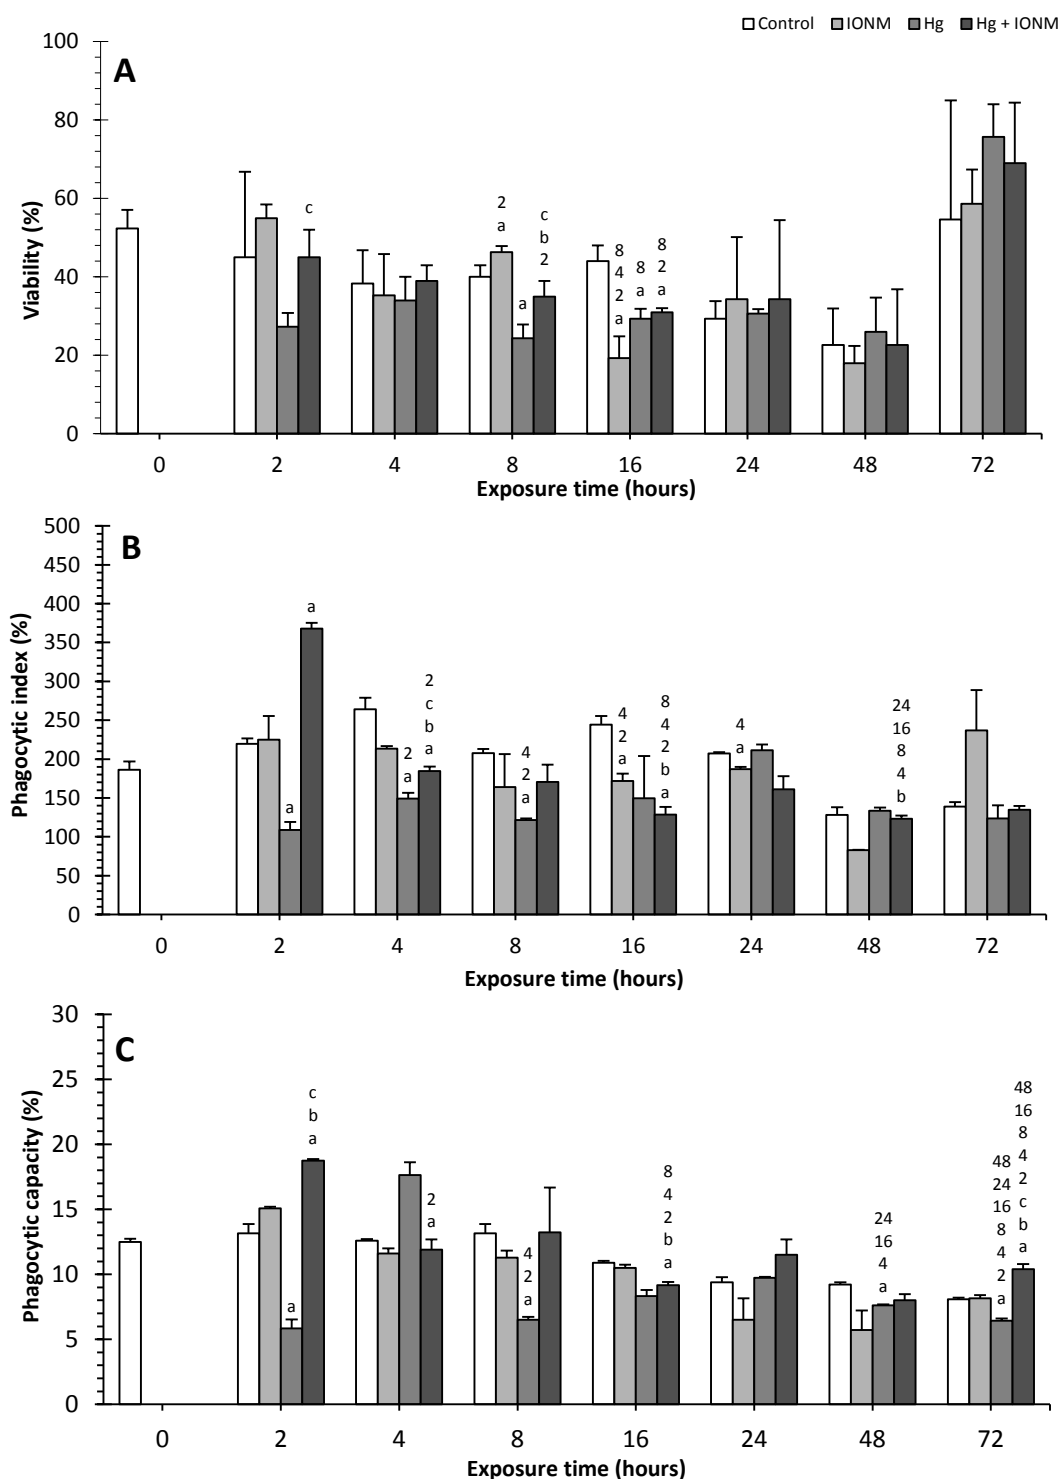 Control IONM Hg Hg + IONM
A
Viability (%)
100
80
60
40
20
0
c
2
a
a
c
b
2
8
4
2
a
8
a
8
2
a
0 2 4 8 16 24 48 72
Exposure time (hours)
B
Phagocytic index (%)
500
450
400
350
300
250
200
150
100
50
0
a
a
2
a
2
c
b
a
4
2
a
4
2
a
8
4
2
b
a
4
a
24
16
8
4
b
0 2 4 8 16 24 48 72
Exposure time (hours)
C
Phagocytic capacity (%)
30
25
20
15
10
5
0
a
c
b
a
2
a
4
2
a
8
4
2
b
a
24
16
4
a
48
24
16
8
4
2
a
48
16
8
4
2
c
b
a
0 2 4 8 16 24 48 72
Exposure time (hours)